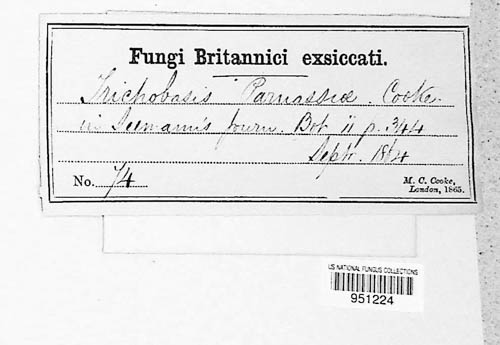 Fungi Britannici exsiccati.
Trichobasis Parnassiæ. Cooke.
in Seemann's Journ. Bot ii p. 344
Septr. 1864
No. 74
M. C. Cooke,
London, 1865.
US NATIONAL FUNGUS COLLECTIONS
951224